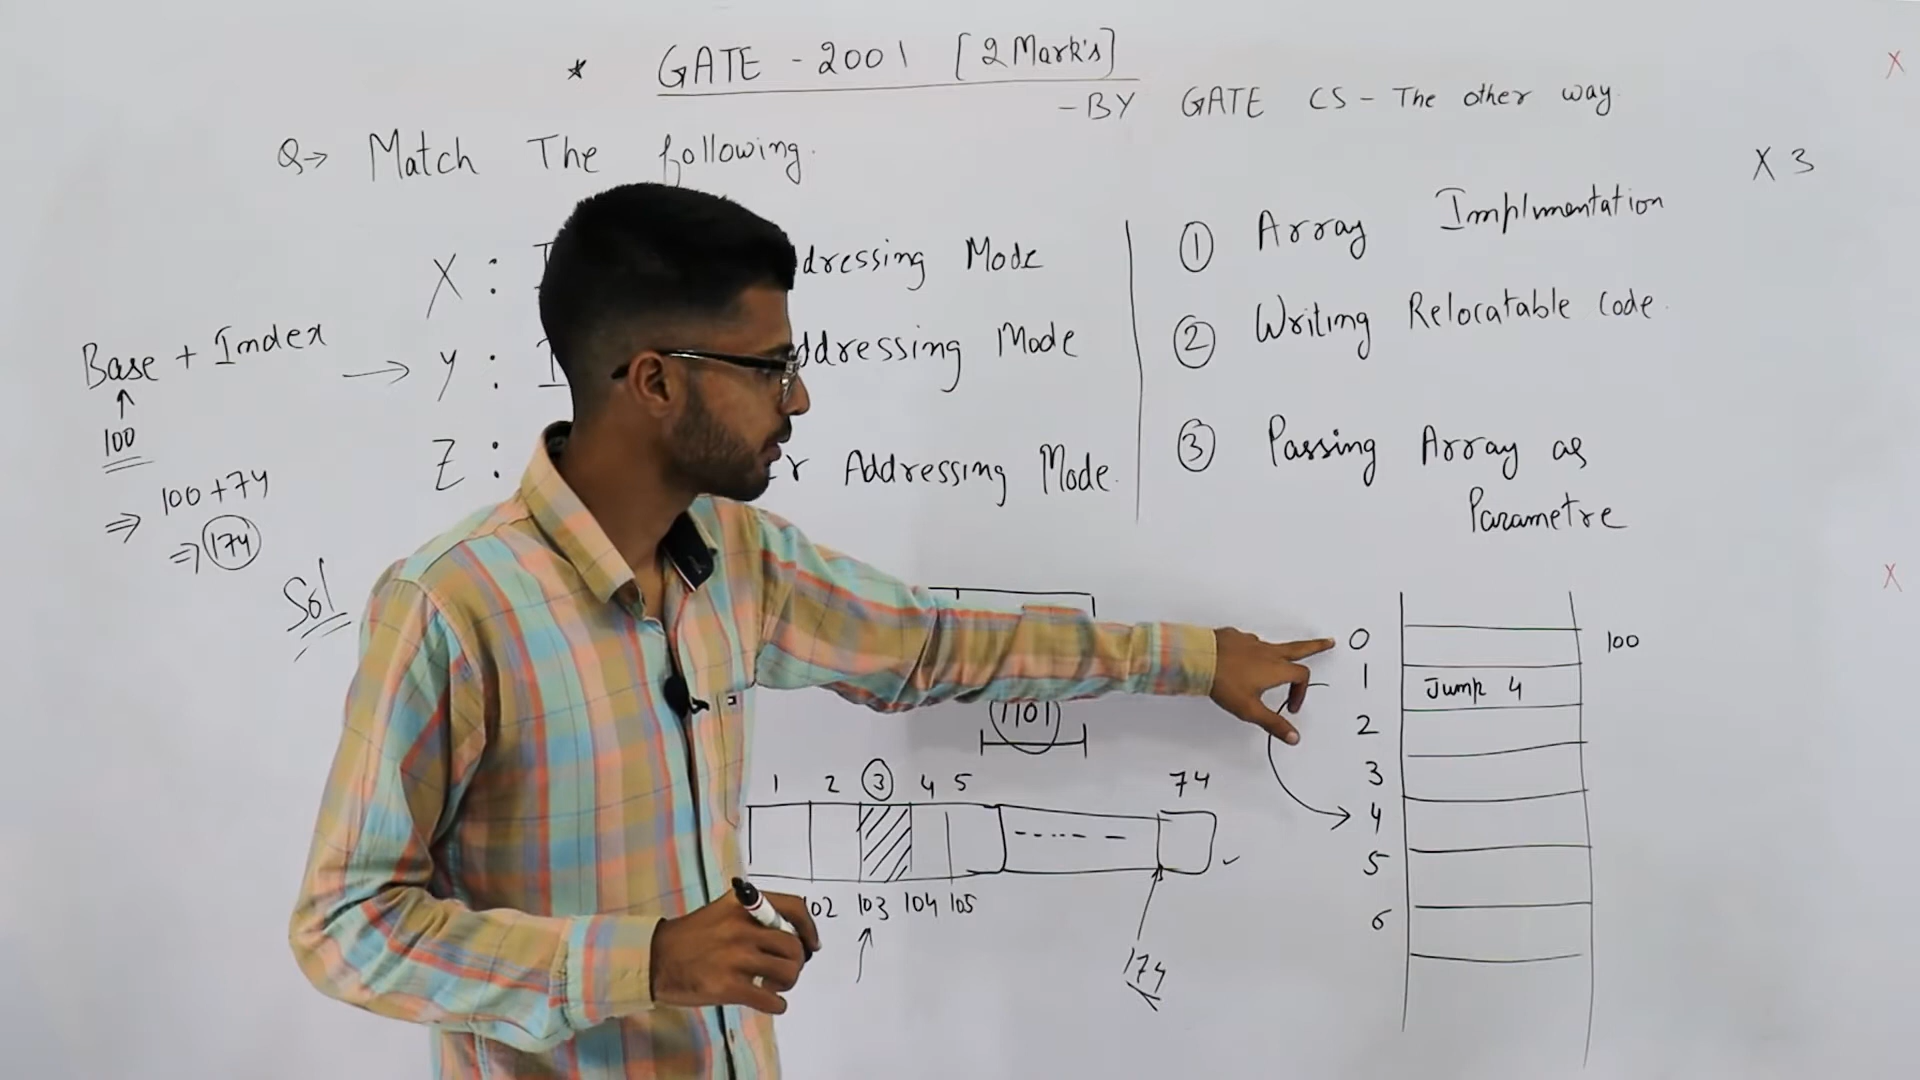 * GATE - 2001 [2 Mark's]
- BY GATE CS - The other way
Q→ Match The following.
X 3
X : I dressing Mode
① Array Implmentation
Base + Index → Y : I ddressing Mode
② Writing Relocatable Code.
↑
100
Z : r Addressing Mode.
③ Passing Array as
Parametre
⇒ 100 + 74
⇒ 174
Sol
0 100
1 Jump 4
2
3
4
5
6
1101
1 2 ③ 4 5 ------ 74
02 103 104 105
↑
174
X
X